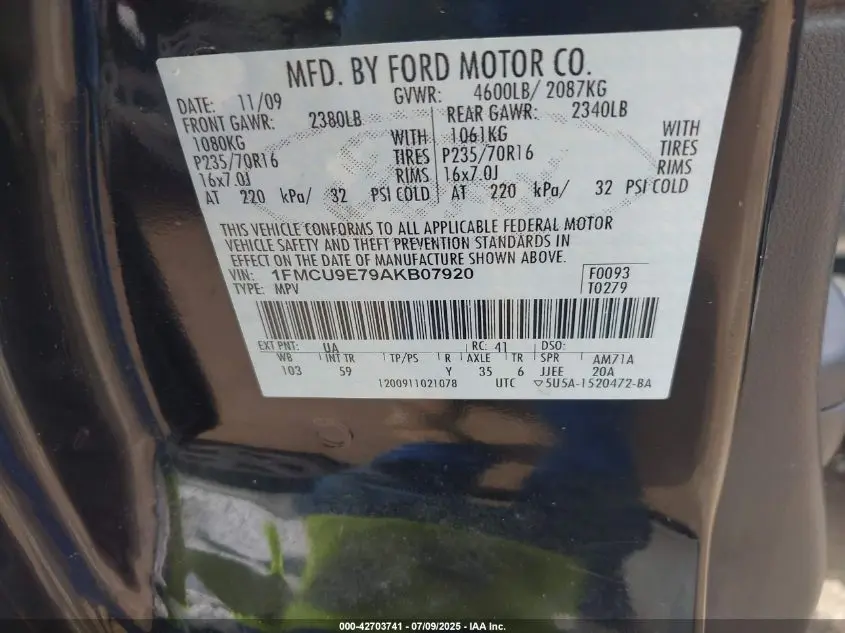 MFD. BY FORD MOTOR CO.
DATE: 11/09 GVWR: 4600LB/ 2087KG
FRONT GAWR: 2380LB REAR GAWR: 2340LB
1080KG WITH 1061KG WITH
P235/70R16 TIRES P235/70R16 TIRES
16x7.0J RIMS 16x7.0J RIMS
AT 220 kPa/ 32 PSI COLD AT 220 kPa/ 32 PSI COLD
THIS VEHICLE CONFORMS TO ALL APPLICABLE FEDERAL MOTOR
VEHICLE SAFETY AND THEFT PREVENTION STANDARDS IN
EFFECT ON THE DATE OF MANUFACTURE SHOWN ABOVE.
VIN: 1FMCU9E79AKB07920 F0093
TYPE: MPV T0279
EXT PNT: UA RC: 41 DSO:
WB INT TR TP/PS R AXLE TR SPR AM71A
103 59 Y 35 6 JJEE 20A
1200911021078 UTC ▽5U5A-1520472-BA
000-42703741 / 07/09/2025 - IAA Inc.